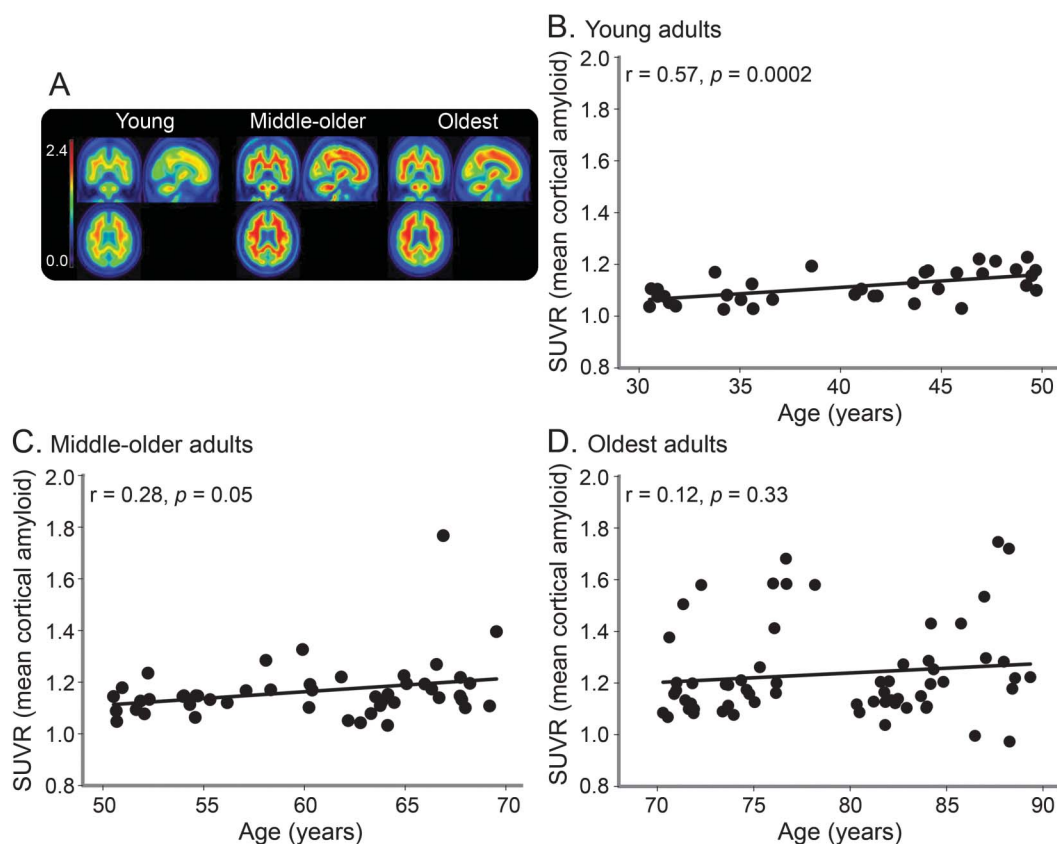 A
Young
Middle-older
Oldest
2.4
0.0
B. Young adults
r = 0.57, p = 0.0002
SUVR (mean cortical amyloid)
2.0
1.8
1.6
1.4
1.2
1.0
0.8
30 35 40 45 50
Age (years)
C. Middle-older adults
r = 0.28, p = 0.05
SUVR (mean cortical amyloid)
2.0
1.8
1.6
1.4
1.2
1.0
0.8
50 55 60 65 70
Age (years)
D. Oldest adults
r = 0.12, p = 0.33
SUVR (mean cortical amyloid)
2.0
1.8
1.6
1.4
1.2
1.0
0.8
70 75 80 85 90
Age (years)